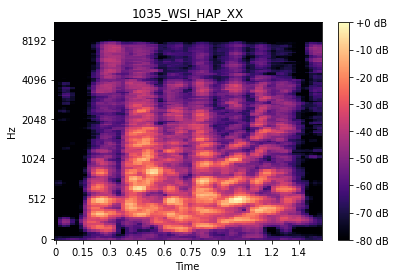 1035_WSI_HAP_XX
8192
4096
2048
1024
512
0
Hz
0 0.15 0.3 0.45 0.6 0.75 0.9 1.1 1.2 1.4
Time
+0 dB
-10 dB
-20 dB
-30 dB
-40 dB
-50 dB
-60 dB
-70 dB
-80 dB